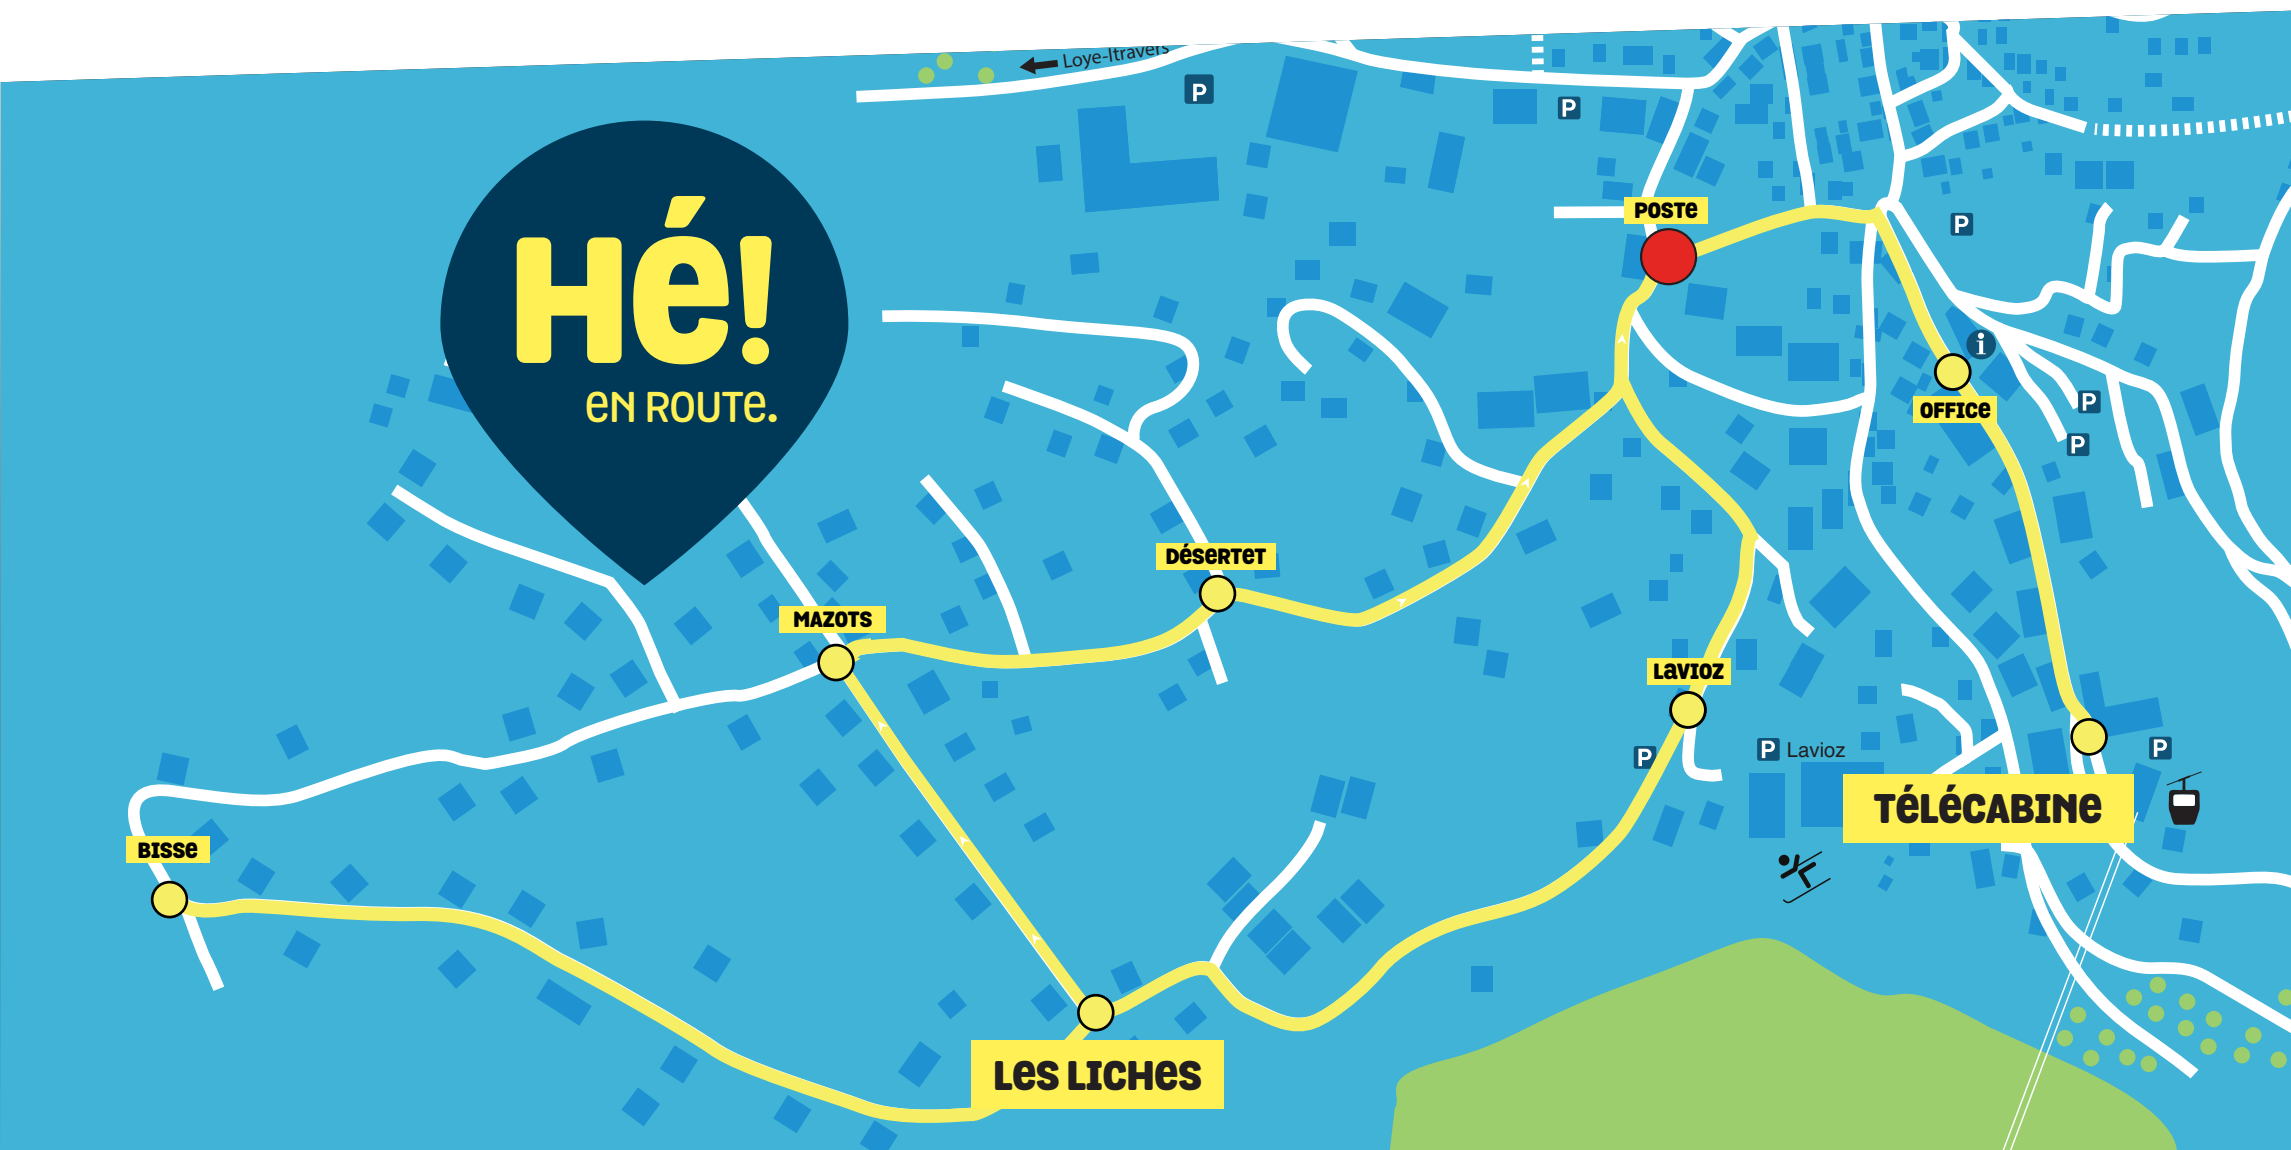 Loye-Itravers
P
P
Hé!
EN ROUTE.
POSTE
P
i
OFFICE
P
P
DÉSERTET
MAZOTS
LAVIOZ
P
P Lavioz
P
TÉLÉCABINE
BISSE
LES LICHES